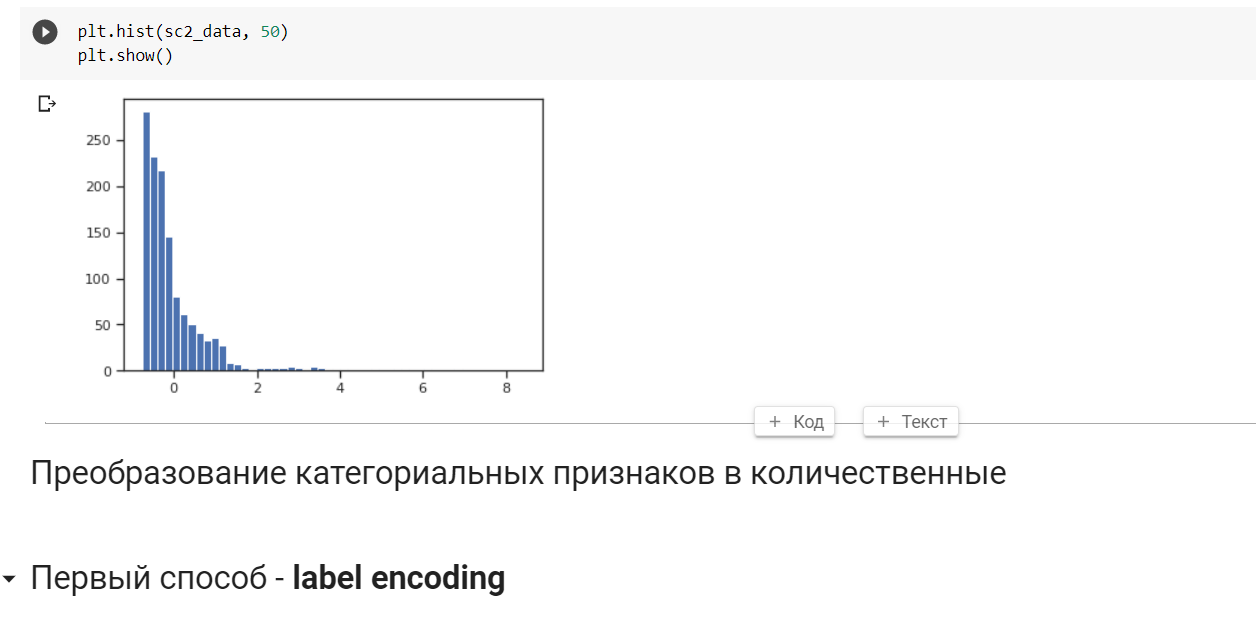 plt.hist(sc2_data, 50)
plt.show()
250
200
150
100
50
0
0 2 4 6 8
+ Код + Текст
Преобразование категориальных признаков в количественные
Первый способ - label encoding